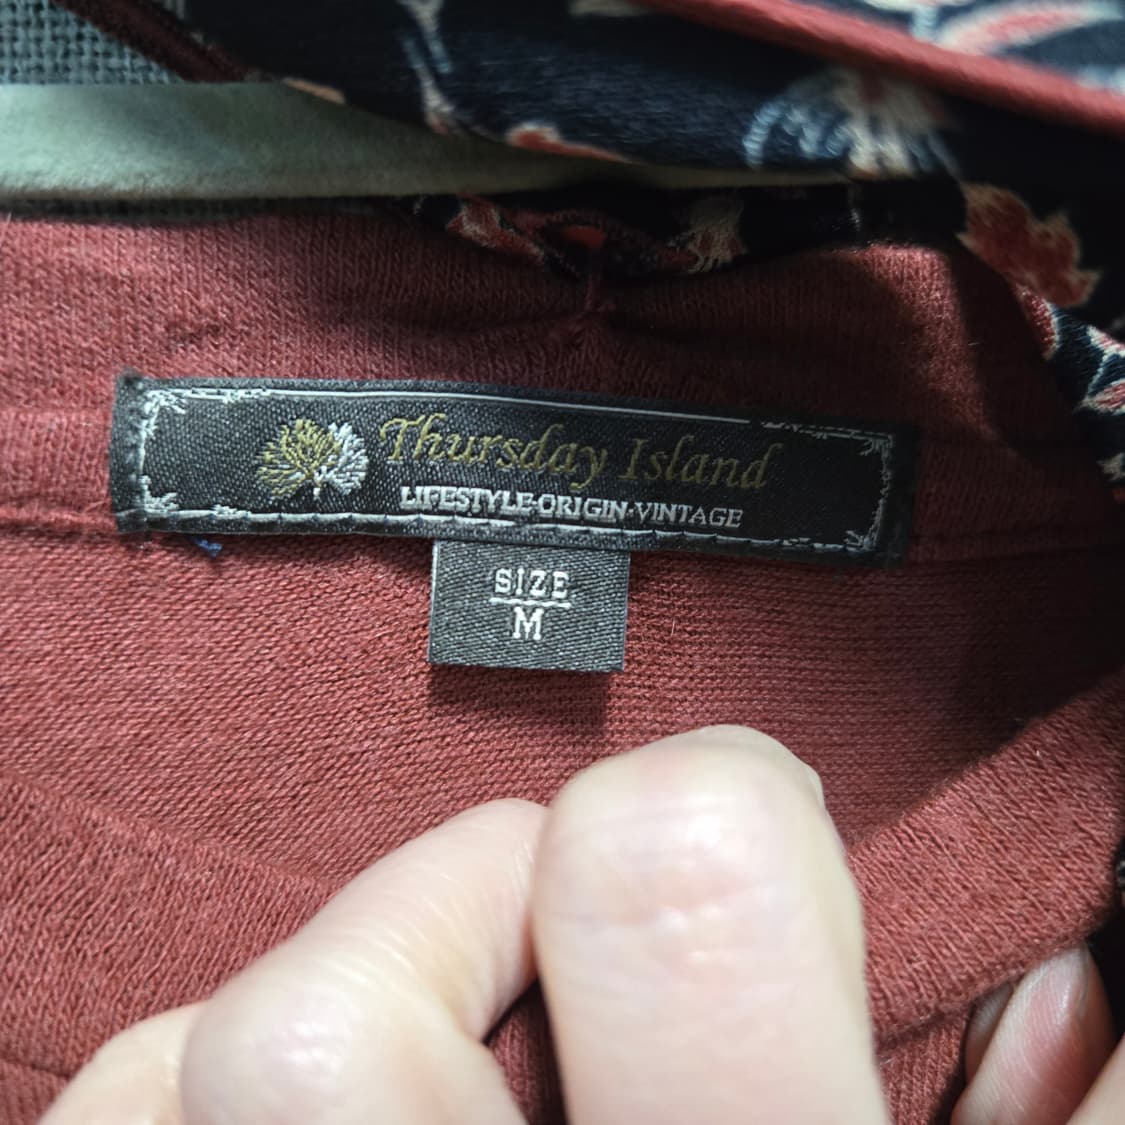 Thursday Island
LIFESTYLE·ORIGIN·VINTAGE
SIZE
M